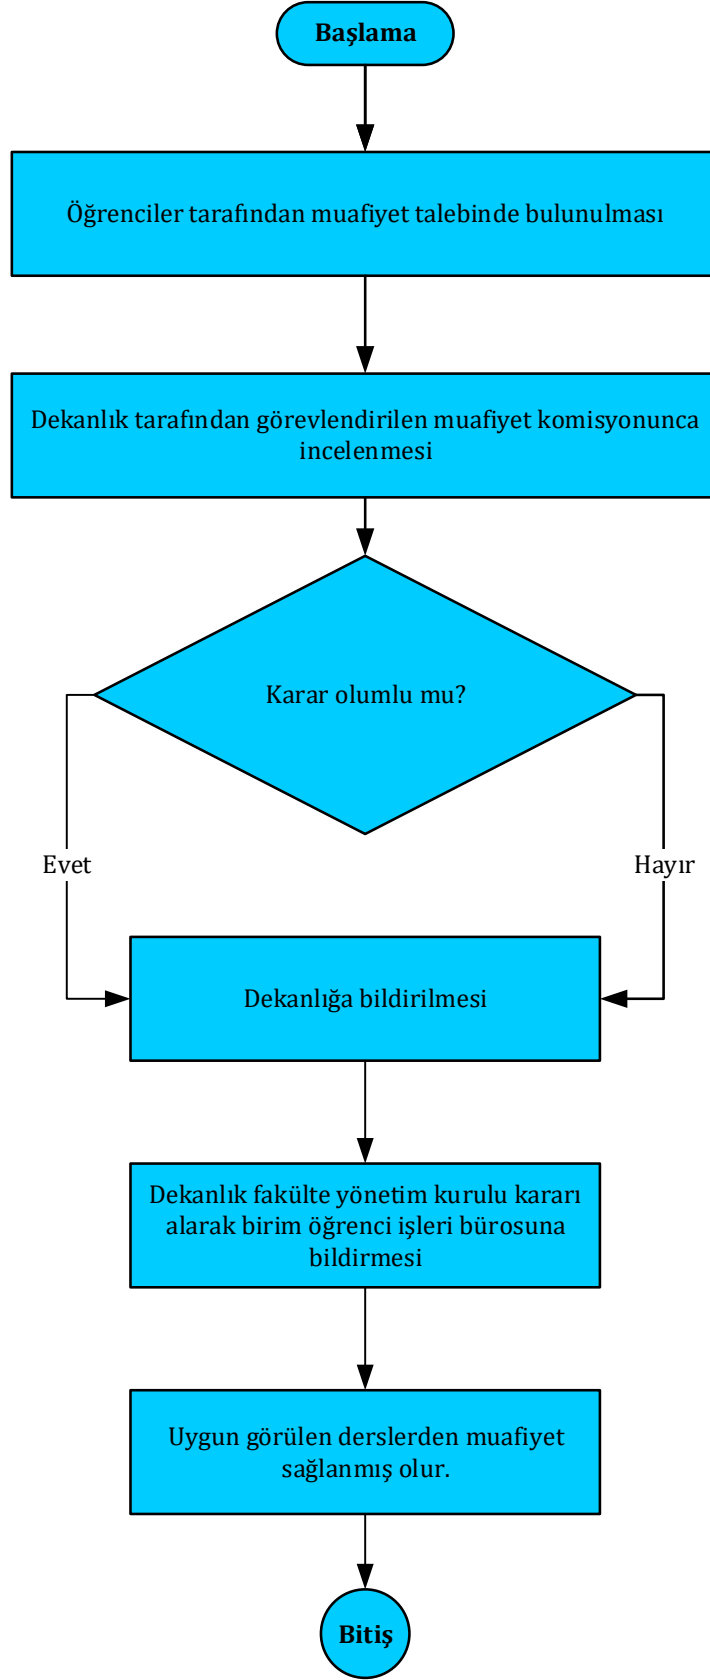 Başlama
Öğrenciler tarafından muafiyet talebinde bulunulması
Dekanlık tarafından görevlendirilen muafiyet komisyonunca
incelenmesi
Karar olumlu mu?
Evet
Hayır
Dekanlığa bildirilmesi
Dekanlık fakülte yönetim kurulu kararı
alarak birim öğrenci işleri bürosuna
bildirmesi
Uygun görülen derslerden muafiyet
sağlanmış olur.
Bitiş